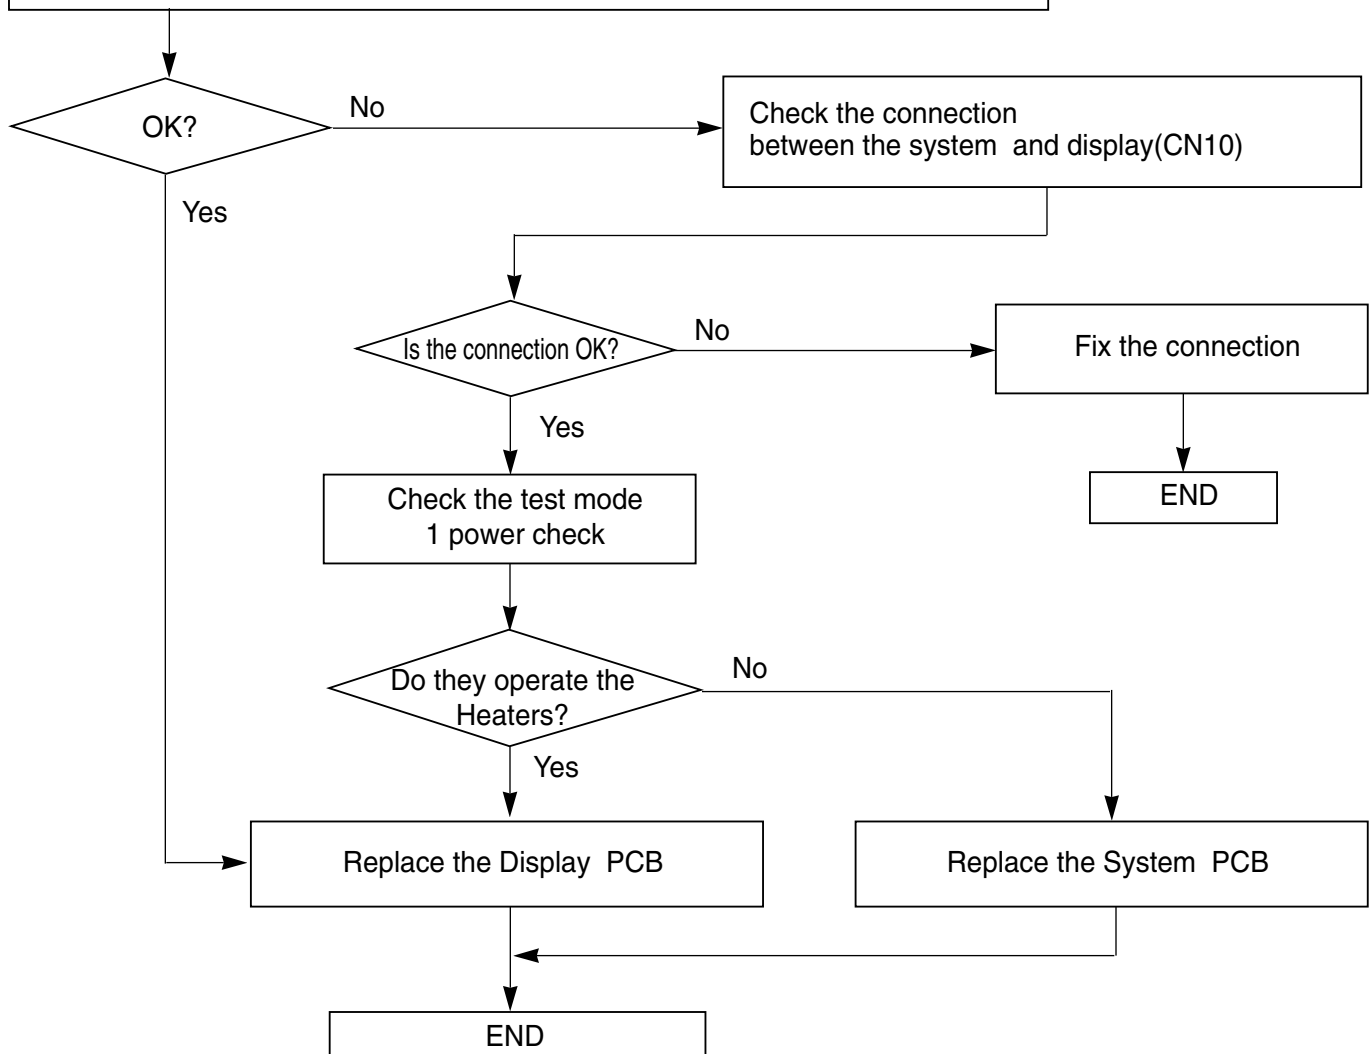 OK?
No
Check the connection
between the system and display(CN10)
Yes
Is the connection OK?
No
Fix the connection
Yes
END
Check the test mode
1 power check
Do they operate the
Heaters?
No
Yes
Replace the Display PCB
Replace the System PCB
END